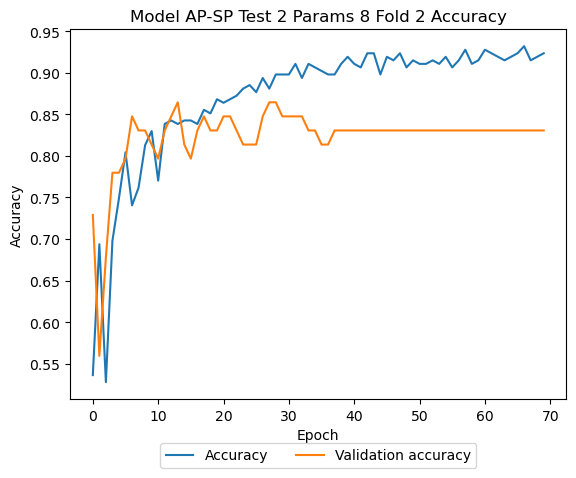 Model AP-SP Test 2 Params 8 Fold 2 Accuracy
0.95
0.90
0.85
0.80
0.75
0.70
0.65
0.60
0.55
Accuracy
0 10 20 30 40 50 60 70
Epoch
Accuracy Validation accuracy